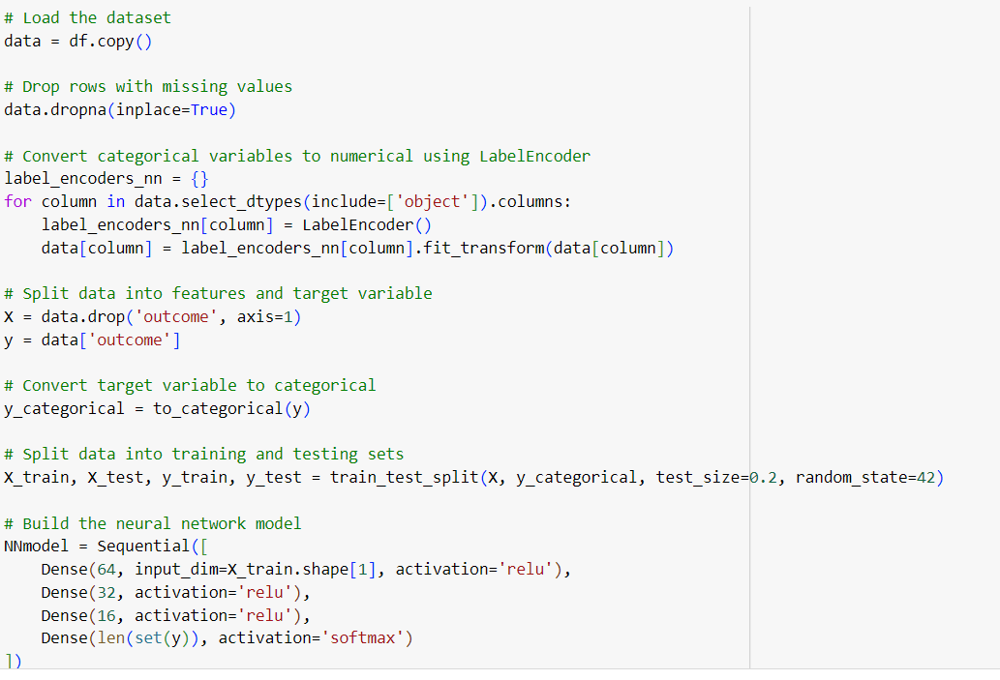 # Load the dataset
data = df.copy()
# Drop rows with missing values
data.dropna(inplace=True)
# Convert categorical variables to numerical using LabelEncoder
label_encoders_nn = {}
for column in data.select_dtypes(include=['object']).columns:
    label_encoders_nn[column] = LabelEncoder()
    data[column] = label_encoders_nn[column].fit_transform(data[column])
# Split data into features and target variable
X = data.drop('outcome', axis=1)
y = data['outcome']
# Convert target variable to categorical
y_categorical = to_categorical(y)
# Split data into training and testing sets
X_train, X_test, y_train, y_test = train_test_split(X, y_categorical, test_size=0.2, random_state=42)
# Build the neural network model
NNmodel = Sequential([
    Dense(64, input_dim=X_train.shape[1], activation='relu'),
    Dense(32, activation='relu'),
    Dense(16, activation='relu'),
    Dense(len(set(y)), activation='softmax')
])